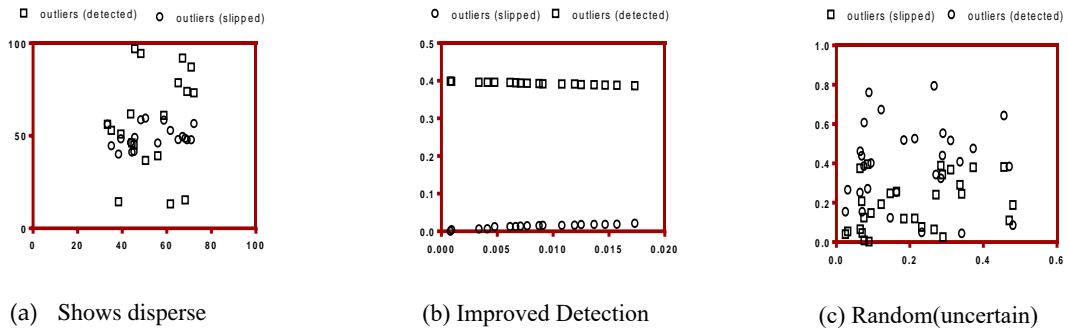 outliers (detected)
outliers (slipped)
100
50
0
0 20 40 60 80 100
(a) Shows disperse
outliers (slipped) outliers (detected)
0.5
0.4
0.3
0.2
0.1
0.0
0.000 0.005 0.010 0.015 0.020
(b) Improved Detection
outliers (slipped) outliers (detected)
1.0
0.8
0.6
0.4
0.2
0.0
0.0 0.2 0.4 0.6
(c) Random(uncertain)